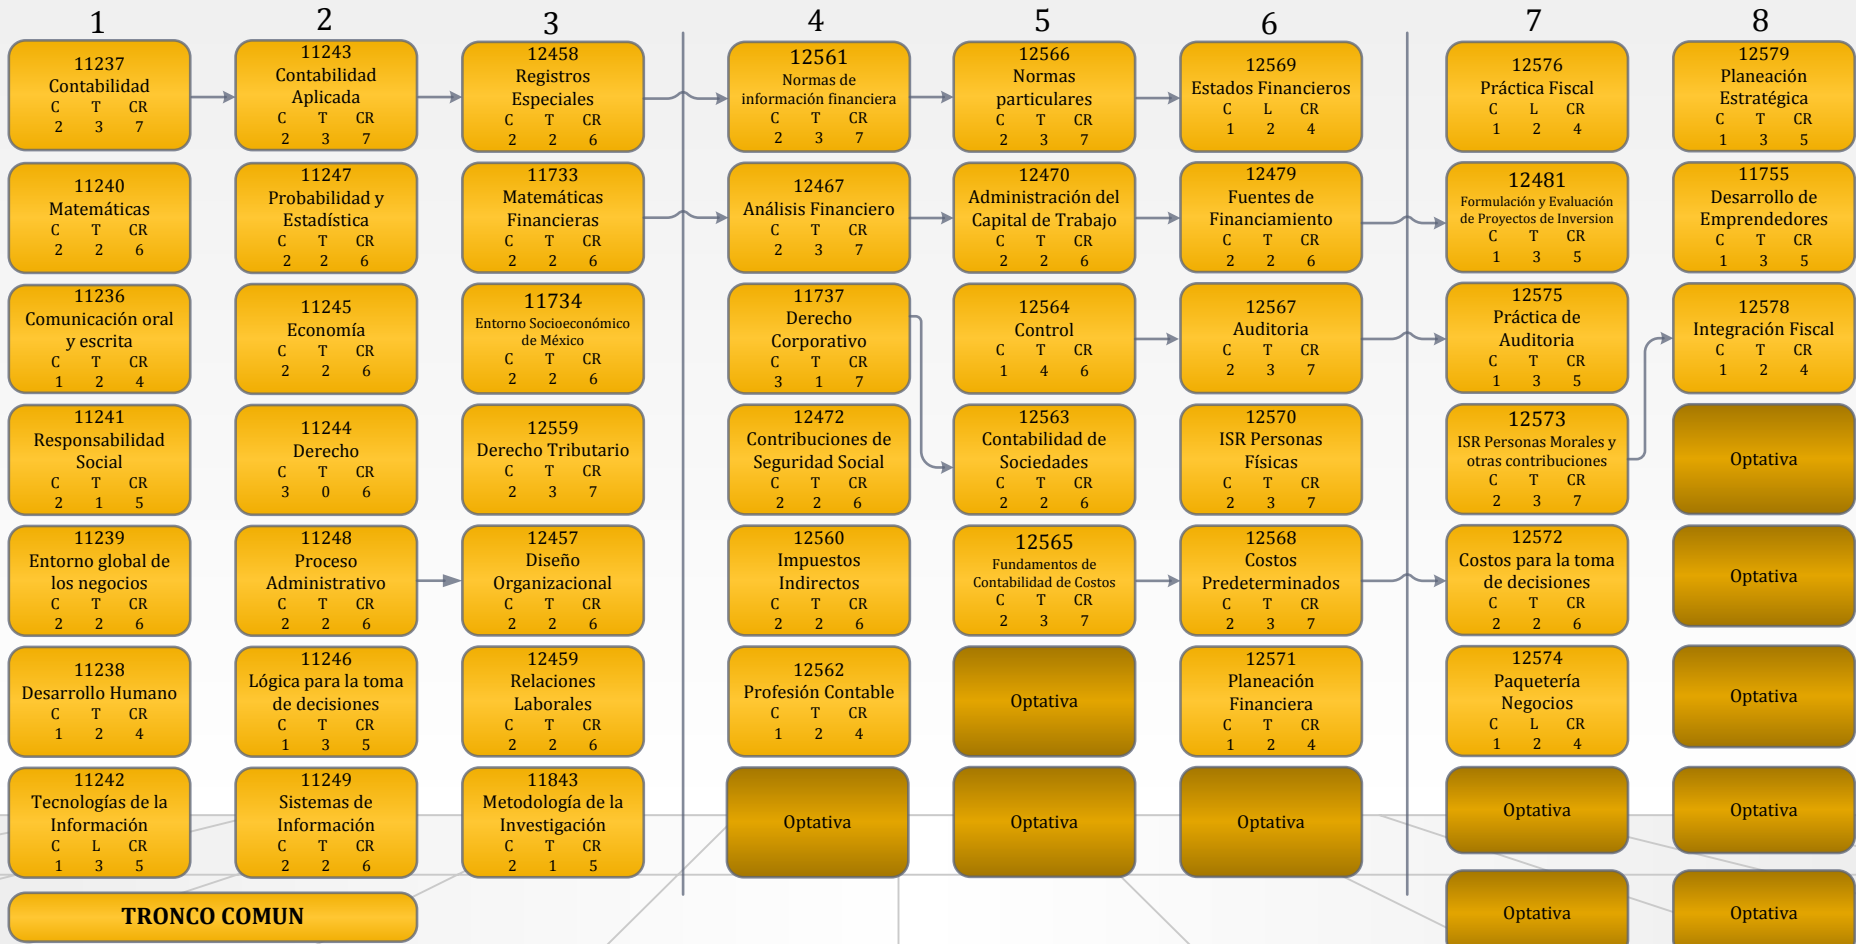 1
2
3
4
5
6
7
8
11237
Contabilidad
C T CR
2 3 7
11240
Matemáticas
C T CR
2 2 6
11236
Comunicación oral
y escrita
C T CR
1 2 4
11241
Responsabilidad
Social
C T CR
2 1 5
11239
Entorno global de
los negocios
C T CR
2 2 6
11238
Desarrollo Humano
C T CR
1 2 4
11242
Tecnologías de la
Información
C L CR
1 3 5
11243
Contabilidad
Aplicada
C T CR
2 3 7
11247
Probabilidad y
Estadística
C T CR
2 2 6
11245
Economía
C T CR
2 2 6
11244
Derecho
C T CR
3 0 6
11248
Proceso
Administrativo
C T CR
2 2 6
11246
Lógica para la toma
de decisiones
C T CR
1 3 5
11249
Sistemas de
Información
C T CR
2 2 6
TRONCO COMUN
12458
Registros
Especiales
C T CR
2 2 6
11733
Matemáticas
Financieras
C T CR
2 2 6
11734
Entorno Socioeconómico
de México
C T CR
2 2 6
12559
Derecho Tributario
C T CR
2 3 7
12457
Diseño
Organizacional
C T CR
2 2 6
12459
Relaciones
Laborales
C T CR
2 2 6
11843
Metodología de la
Investigación
C T CR
2 1 5
12561
Normas de
información financiera
C T CR
2 3 7
12467
Análisis Financiero
C T CR
2 3 7
11737
Derecho
Corporativo
C T CR
3 1 7
12472
Contribuciones de
Seguridad Social
C T CR
2 2 6
12560
Impuestos
Indirectos
C T CR
2 2 6
12562
Profesión Contable
C T CR
1 2 4
Optativa
12566
Normas
particulares
C T CR
2 3 7
12470
Administración del
Capital de Trabajo
C T CR
2 2 6
12564
Control
C T CR
1 4 6
12563
Contabilidad de
Sociedades
C T CR
2 2 6
12565
Fundamentos de
Contabilidad de Costos
C T CR
2 3 7
Optativa
Optativa
12569
Estados Financieros
C L CR
1 2 4
12479
Fuentes de
Financiamiento
C T CR
2 2 6
12567
Auditoria
C T CR
2 3 7
12570
ISR Personas
Físicas
C T CR
2 3 7
12568
Costos
Predeterminados
C T CR
2 3 7
12571
Planeación
Financiera
C T CR
1 2 4
Optativa
12576
Práctica Fiscal
C L CR
1 2 4
12481
Formulación y Evaluación
de Proyectos de Inversion
C T CR
1 3 5
12575
Práctica de
Auditoria
C T CR
1 3 5
12573
ISR Personas Morales y
otras contribuciones
C T CR
2 3 7
12572
Costos para la toma
de decisiones
C T CR
2 2 6
12574
Paquetería
Negocios
C L CR
1 2 4
Optativa
Optativa
12579
Planeación
Estratégica
C T CR
1 3 5
11755
Desarrollo de
Emprendedores
C T CR
1 3 5
12578
Integración Fiscal
C T CR
1 2 4
Optativa
Optativa
Optativa
Optativa
Optativa